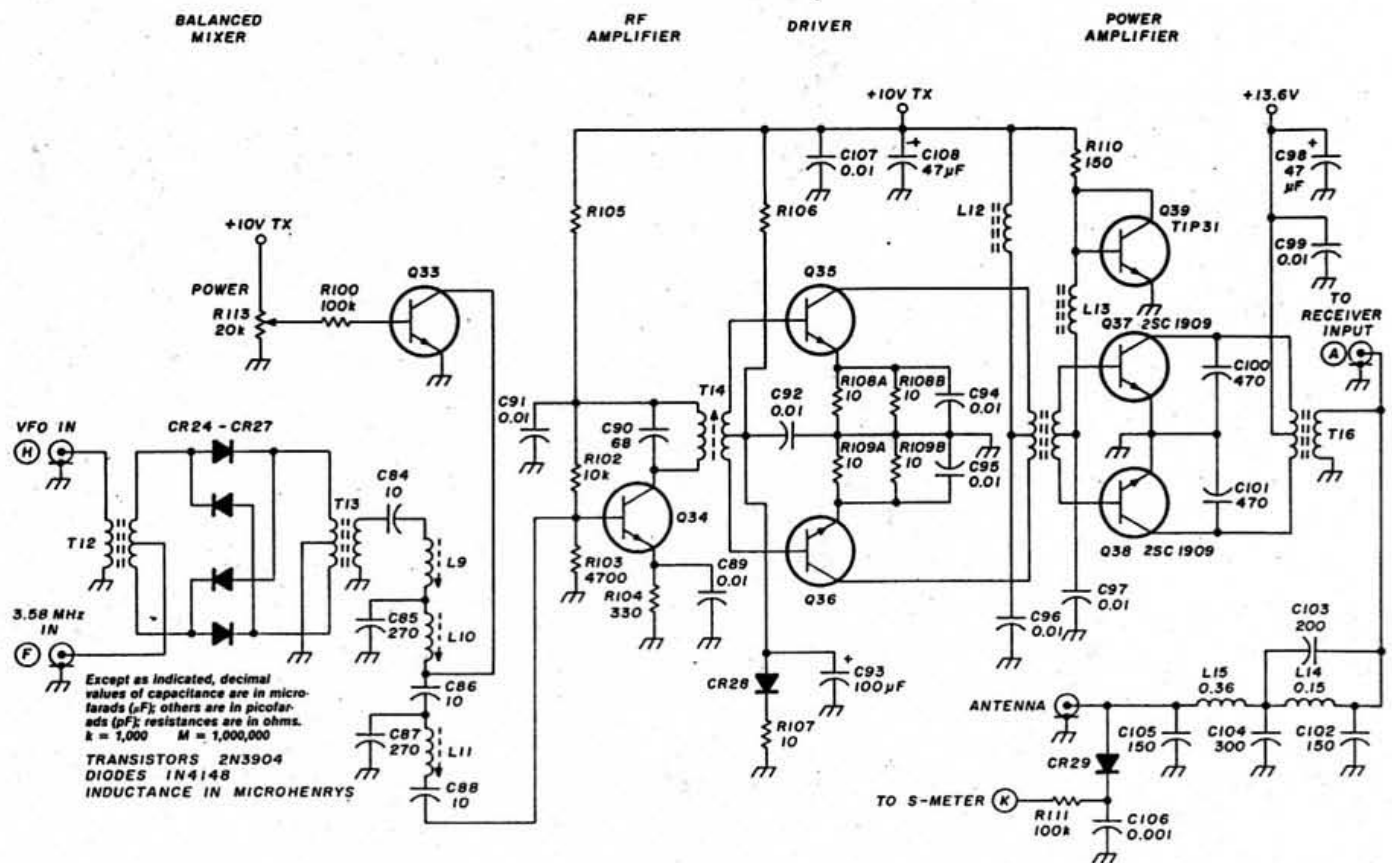 BALANCED
MIXER
RF
AMPLIFIER
DRIVER
POWER
AMPLIFIER
+10V TX
+13.6V
C107
0.01
+
C108
47µF
R110
150
+
C98
47
µF
R105
R106
L12
Q39
TIP31
C99
0.01
+10V TX
Q33
Q35
POWER
R113
20k
R100
100k
L13
TO
RECEIVER
INPUT
A
Q37 2SC1909
C100
470
C91
0.01
T14
C92
0.01
R108A
10
R108B
10
C94
0.01
C90
68
VFO IN
H
CR24 - CR27
R102
10k
R109A
10
R109B
10
C95
0.01
T16
C84
10
T13
Q34
C101
470
T12
L9
R103
4700
C89
0.01
R104
330
Q36
Q38 2SC1909
3.58 MHz
IN
F
C85
270
L10
C96
0.01
C97
0.01
C103
200
Except as indicated, decimal
values of capacitance are in micro-
farads (µF); others are in picofar-
ads (pF); resistances are in ohms.
k = 1,000 M = 1,000,000
C86
10
CR28
+
C93
100µF
L15
0.36
L14
0.15
ANTENNA
C87
270
L11
R107
10
C105
150
C104
300
C102
150
TRANSISTORS 2N3904
DIODES 1N4148
INDUCTANCE IN MICROHENRYS
C88
10
CR29
TO S-METER K
R111
100k
C106
0.001